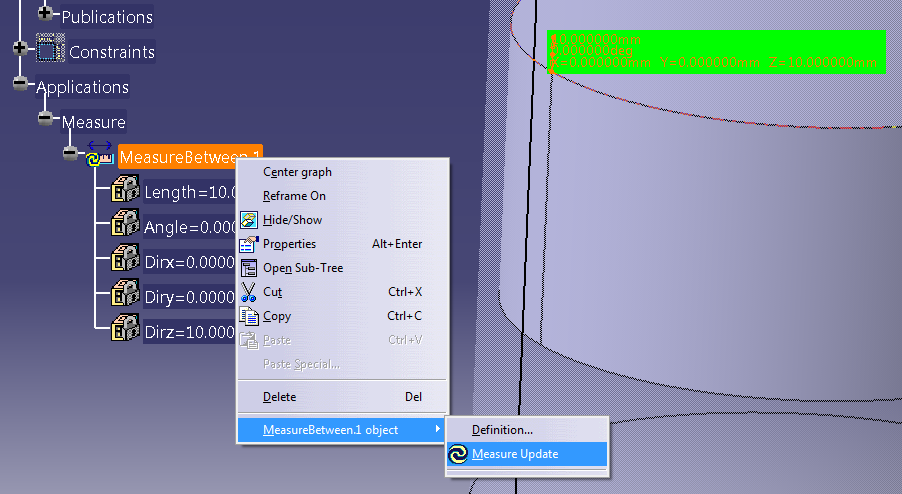 Publications
Constraints
Applications
Measure
MeasureBetween.1
Length=10.0
Angle=0.000
Dirx=0.0000
Diry=0.0000
Dirz=10.000
Center graph
Reframe On
Hide/Show
Properties Alt+Enter
Open Sub-Tree
Cut Ctrl+X
Copy Ctrl+C
Paste Ctrl+V
Paste Special...
Delete Del
MeasureBetween.1 object
Definition...
Measure Update